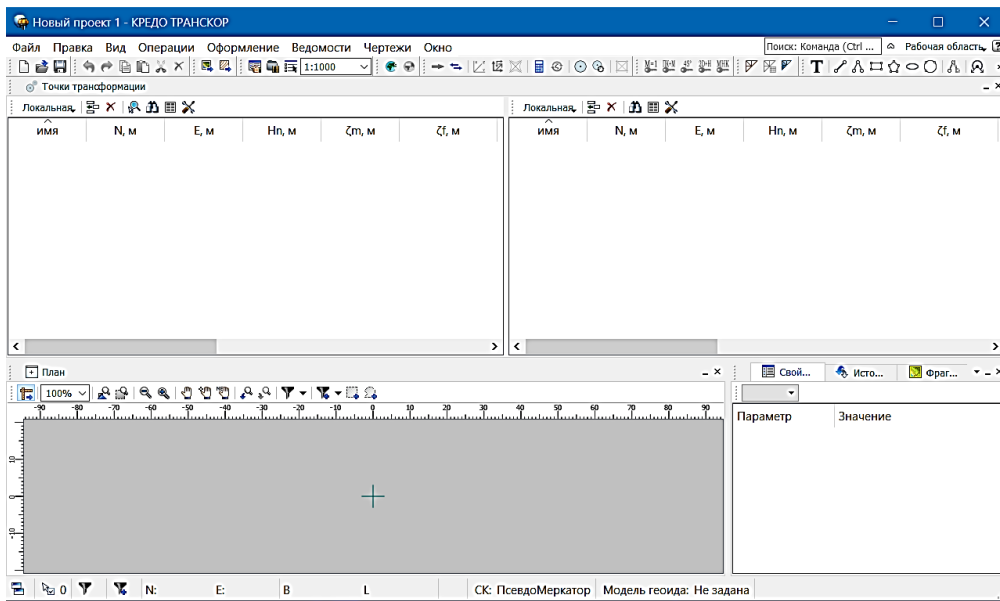 Новый проект 1 - КРЕДО ТРАНСКОР
Файл Правка Вид Операции Оформление Ведомости Чертежи Окно Поиск: Команда (Ctrl ... Рабочая область
1:1000
Точки трансформации
Локальная Локальная
имя N, м E, м Hn, м ζm, м ζf, м имя N, м E, м Hn, м ζm, м ζf, м
План Свой... Исто... Фраг...
100%
-90 -80 -70 -60 -50 -40 -30 -20 -10 0 10 20 30 40 50 60 70 80 90
Параметр Значение
10
0
-10
0 N: E: B L СК: ПсевдоМеркатор Модель геоида: Не задана